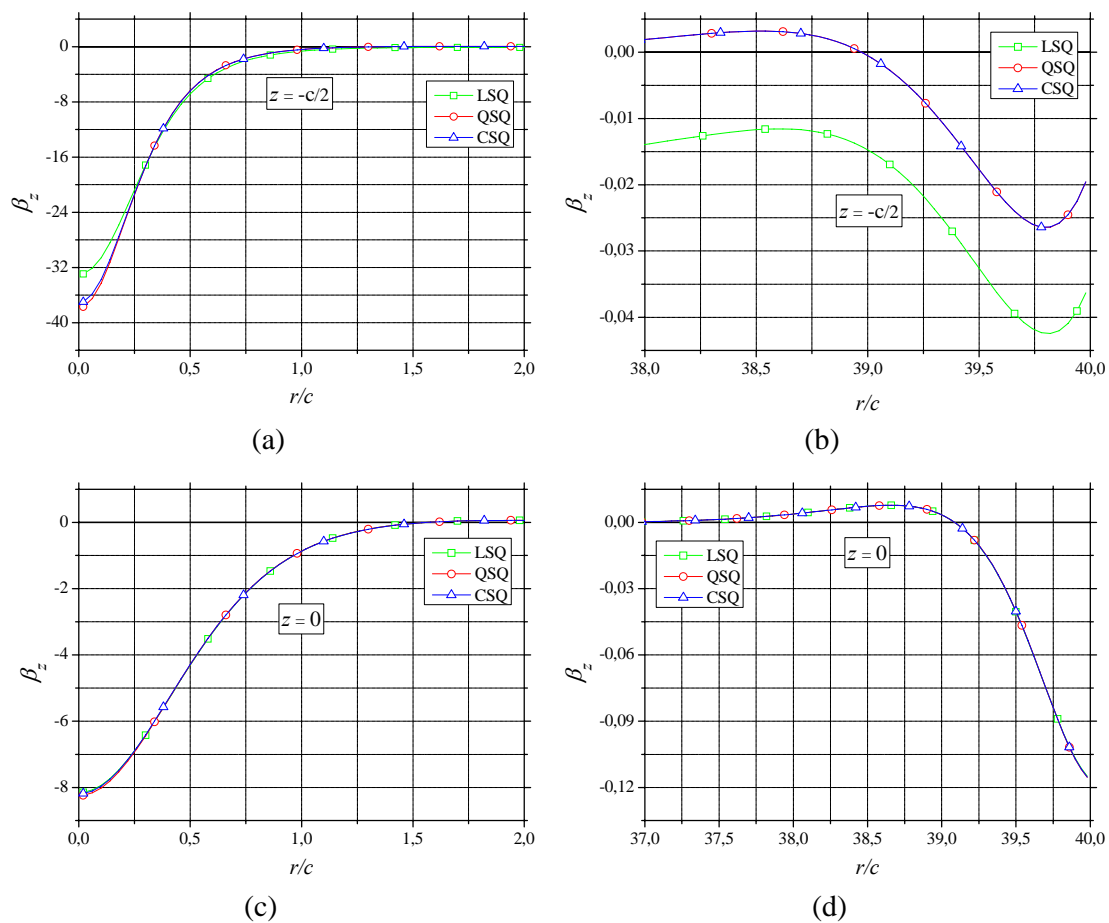 0
-8
-16
-24
-32
-40
β_z
z = -c/2
LSQ
QSQ
CSQ
0,0 0,5 1,0 1,5 2,0
r/c
(a)
0,00
-0,01
-0,02
-0,03
-0,04
β_z
LSQ
QSQ
CSQ
z = -c/2
38,0 38,5 39,0 39,5 40,0
r/c
(b)
0
-2
-4
-6
-8
β_z
LSQ
QSQ
CSQ
z = 0
0,0 0,5 1,0 1,5 2,0
r/c
(c)
0,00
-0,03
-0,06
-0,09
-0,12
β_z
LSQ
QSQ
CSQ
z = 0
37,0 37,5 38,0 38,5 39,0 39,5 40,0
r/c
(d)